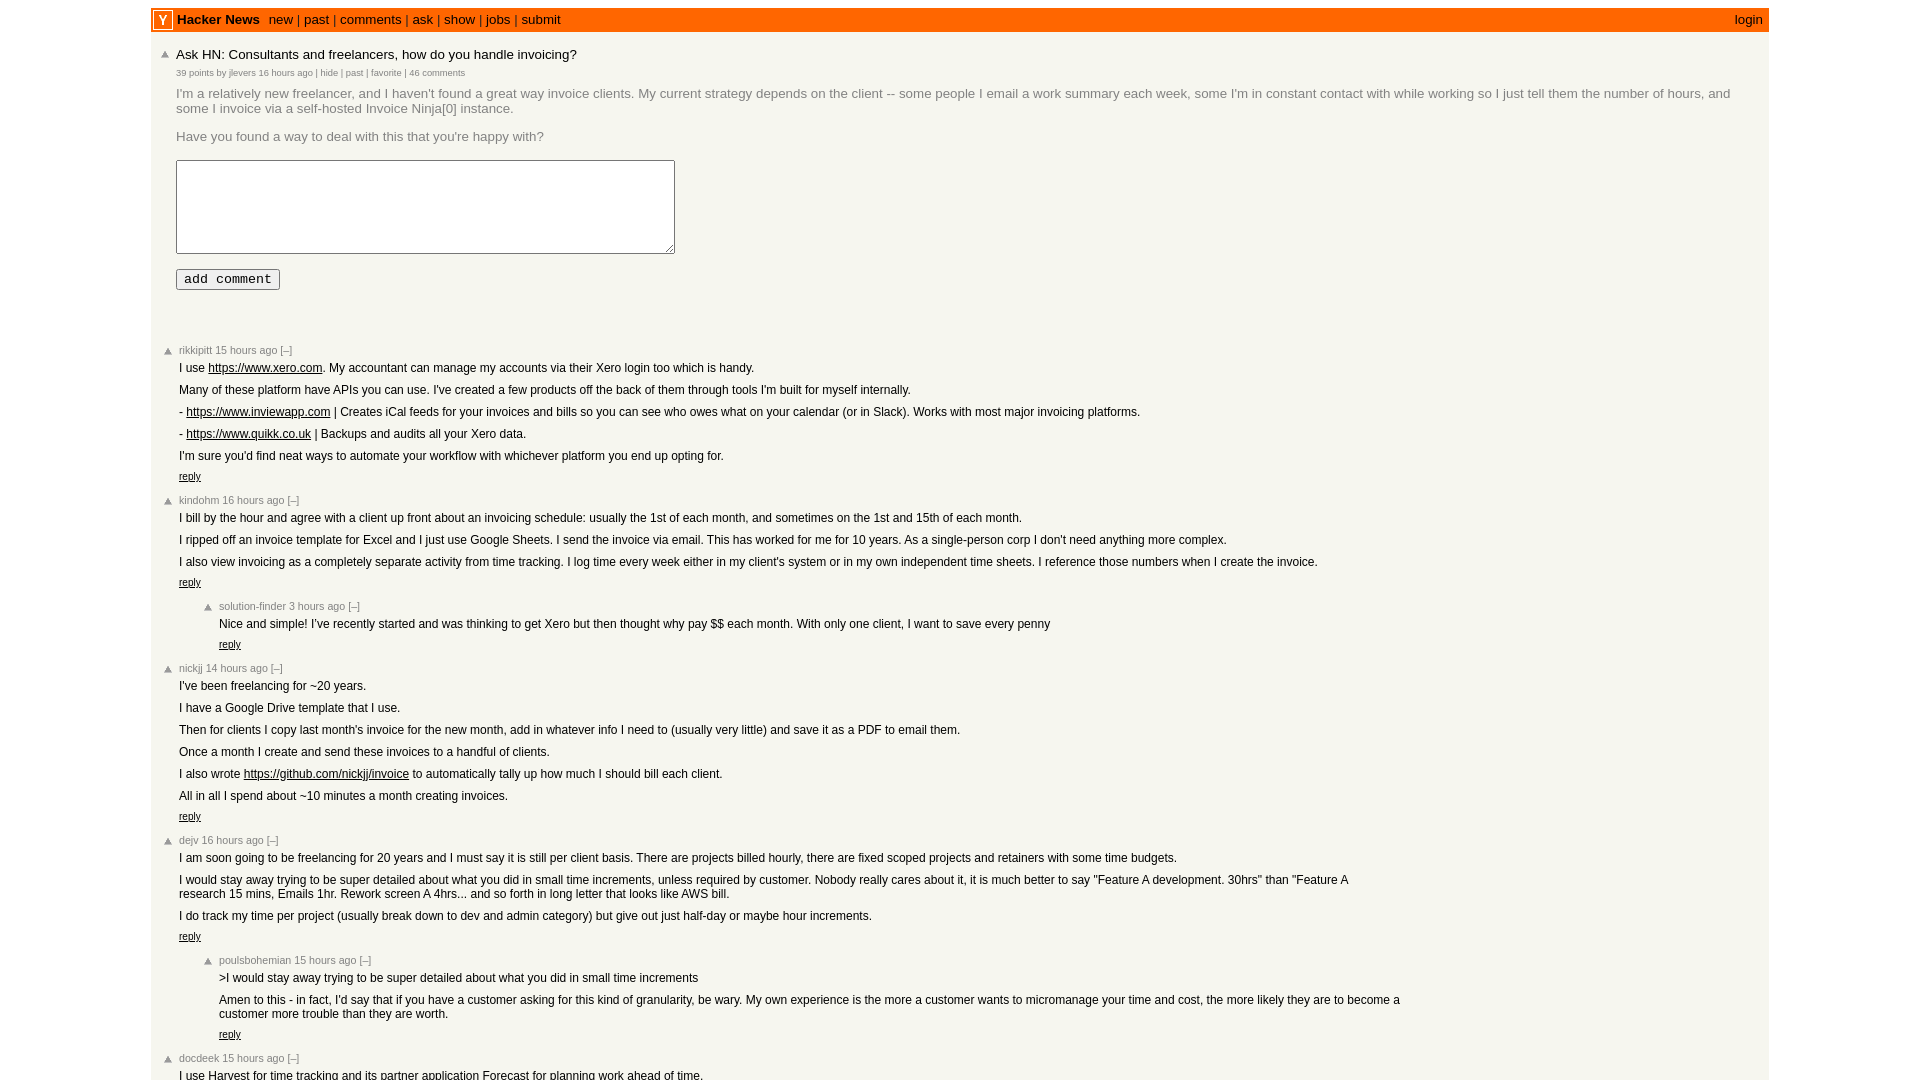 Y Hacker News new | past | comments | ask | show | jobs | submit login
Ask HN: Consultants and freelancers, how do you handle invoicing?
39 points by jlevers 16 hours ago | hide | past | favorite | 46 comments
I'm a relatively new freelancer, and I haven't found a great way invoice clients. My current strategy depends on the client -- some people I email a work summary each week, some I'm in constant contact with while working so I just tell them the number of hours, and
some I invoice via a self-hosted Invoice Ninja[0] instance.
Have you found a way to deal with this that you're happy with?
add comment
rikkipitt 15 hours ago [–]
I use https://www.xero.com. My accountant can manage my accounts via their Xero login too which is handy.
Many of these platform have APIs you can use. I've created a few products off the back of them through tools I'm built for myself internally.
- https://www.inviewapp.com | Creates iCal feeds for your invoices and bills so you can see who owes what on your calendar (or in Slack). Works with most major invoicing platforms.
- https://www.quikk.co.uk | Backups and audits all your Xero data.
I'm sure you'd find neat ways to automate your workflow with whichever platform you end up opting for.
reply
kindohm 16 hours ago [–]
I bill by the hour and agree with a client up front about an invoicing schedule: usually the 1st of each month, and sometimes on the 1st and 15th of each month.
I ripped off an invoice template for Excel and I just use Google Sheets. I send the invoice via email. This has worked for me for 10 years. As a single-person corp I don't need anything more complex.
I also view invoicing as a completely separate activity from time tracking. I log time every week either in my client's system or in my own independent time sheets. I reference those numbers when I create the invoice.
reply
solution-finder 3 hours ago [–]
Nice and simple! I've recently started and was thinking to get Xero but then thought why pay $$ each month. With only one client, I want to save every penny
reply
nickjj 14 hours ago [–]
I've been freelancing for ~20 years.
I have a Google Drive template that I use.
Then for clients I copy last month's invoice for the new month, add in whatever info I need to (usually very little) and save it as a PDF to email them.
Once a month I create and send these invoices to a handful of clients.
I also wrote https://github.com/nickjj/invoice to automatically tally up how much I should bill each client.
All in all I spend about ~10 minutes a month creating invoices.
reply
dejv 16 hours ago [–]
I am soon going to be freelancing for 20 years and I must say it is still per client basis. There are projects billed hourly, there are fixed scoped projects and retainers with some time budgets.
I would stay away trying to be super detailed about what you did in small time increments, unless required by customer. Nobody really cares about it, it is much better to say "Feature A development. 30hrs" than "Feature A
research 15 mins, Emails 1hr. Rework screen A 4hrs... and so forth in long letter that looks like AWS bill.
I do track my time per project (usually break down to dev and admin category) but give out just half-day or maybe hour increments.
reply
poulsbohemian 15 hours ago [–]
>I would stay away trying to be super detailed about what you did in small time increments
Amen to this - in fact, I'd say that if you have a customer asking for this kind of granularity, be wary. My own experience is the more a customer wants to micromanage your time and cost, the more likely they are to become a
customer more trouble than they are worth.
reply
docdeek 15 hours ago [–]
I use Harvest for time tracking and its partner application Forecast for planning work ahead of time.